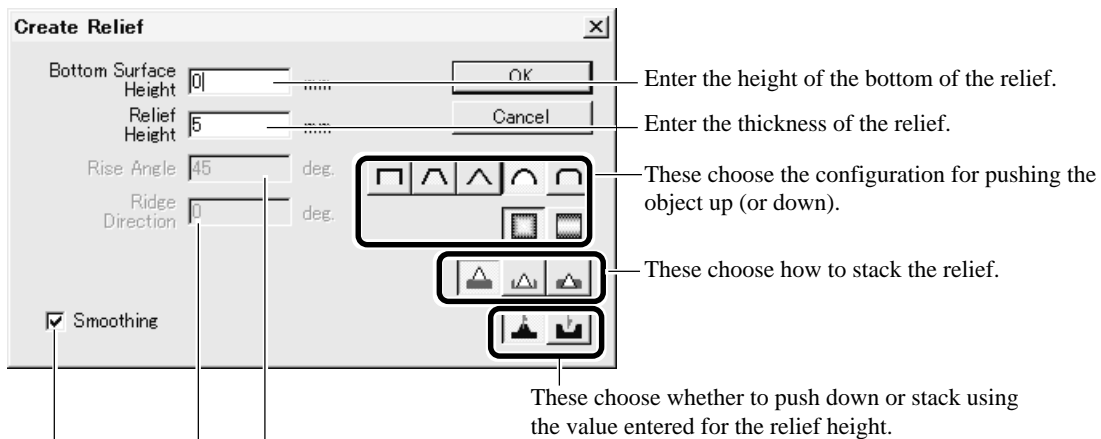 Create Relief
Bottom Surface
Height
0
mm
OK
Enter the height of the bottom of the relief.
Relief
Height
5
mm
Cancel
Enter the thickness of the relief.
Rise Angle
45
deg.
These choose the configuration for pushing the
object up (or down).
Ridge
Direction
0
deg.
These choose how to stack the relief.
Smoothing
These choose whether to push down or stack using
the value entered for the relief height.